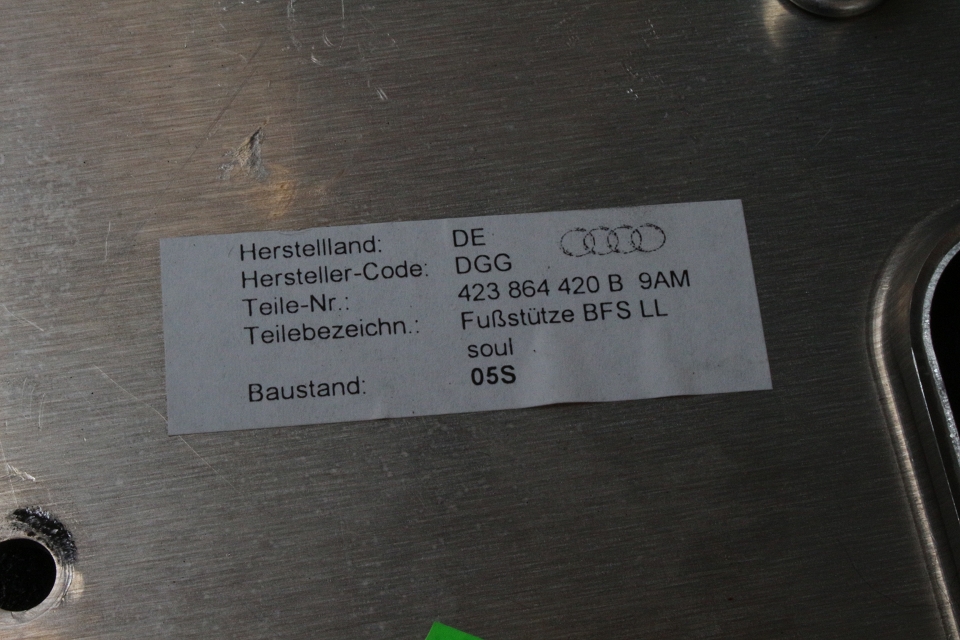 Herstellland: DE
Hersteller-Code: DGG
Teile-Nr.: 423 864 420 B 9AM
Teilebezeichn.: Fußstütze BFS LL
soul
Baustand: 05S